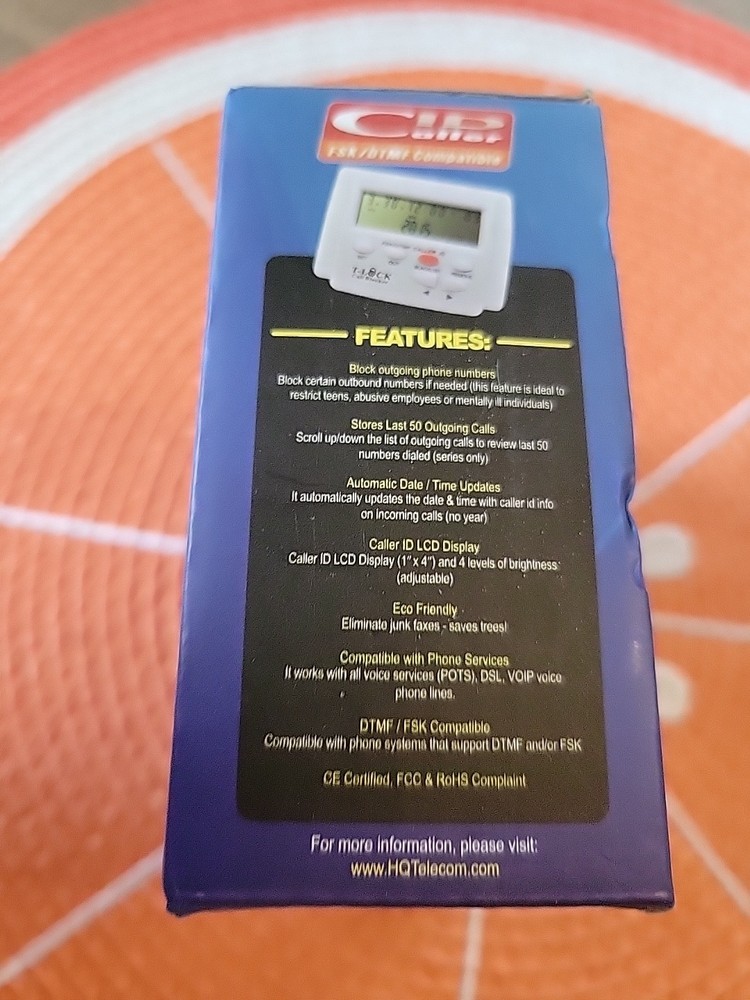 Caller ID
FSK/DTMF Compatible
2015
T-LOCK
Call Blocker
FEATURES:
Block outgoing phone numbers
Block certain outbound numbers if needed (this feature is ideal to
restrict teens, abusive employees or mentally ill individuals)
Stores Last 50 Outgoing Calls
Scroll up/down the list of outgoing calls to review last 50
numbers dialed (series only)
Automatic Date / Time Updates
It automatically updates the date & time with caller id info
on incoming calls (no year)
Caller ID LCD Display
Caller ID LCD Display (1"x 4") and 4 levels of brightness
(adjustable)
Eco Friendly
Eliminate junk faxes - saves trees!
Compatible with Phone Services
It works with all voice services (POTS), DSL, VOIP voice
phone lines.
DTMF / FSK Compatible
Compatible with phone systems that support DTMF and/or FSK
CE Certified, FCC & RoHS Complaint
For more information, please visit:
www.HQTelecom.com